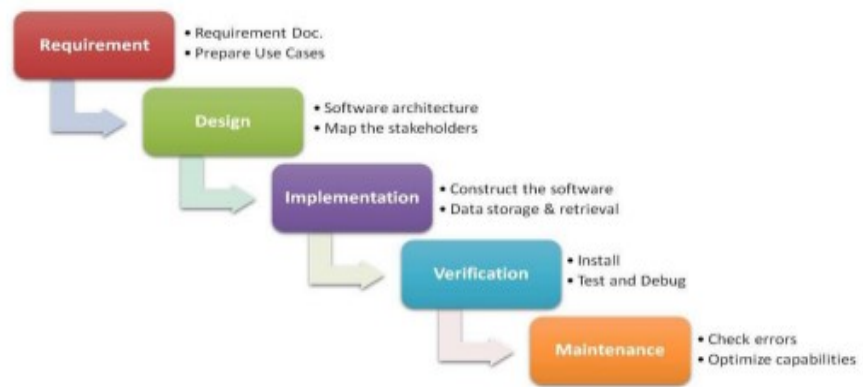 Requirement
• Requirement Doc.
• Prepare Use Cases
Design
• Software architecture
• Map the stakeholders
Implementation
• Construct the software
• Data storage & retrieval
Verification
• Install
• Test and Debug
Maintenance
• Check errors
• Optimize capabilities